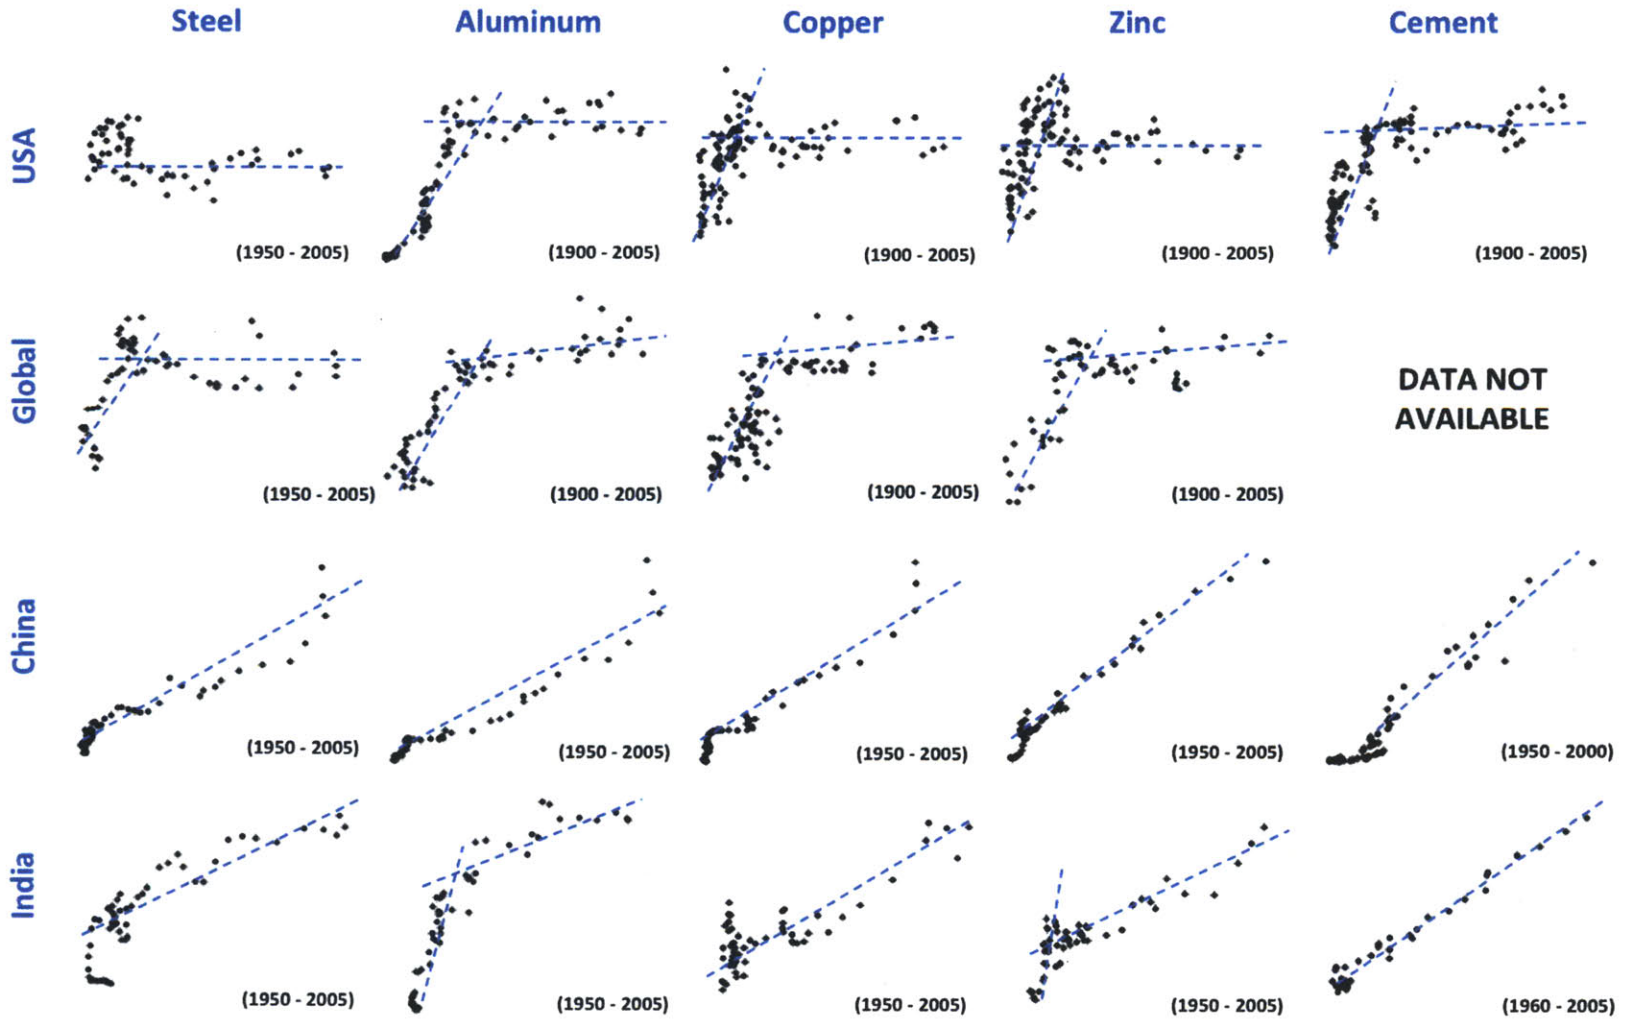 Steel Aluminum Copper Zinc Cement
USA
(1950 - 2005) (1900 - 2005) (1900 - 2005) (1900 - 2005) (1900 - 2005)
Global
DATA NOT
AVAILABLE
(1950 - 2005) (1900 - 2005) (1900 - 2005) (1900 - 2005)
China
(1950 - 2005) (1950 - 2005) (1950 - 2005) (1950 - 2005) (1950 - 2000)
India
(1950 - 2005) (1950 - 2005) (1950 - 2005) (1950 - 2005) (1960 - 2005)